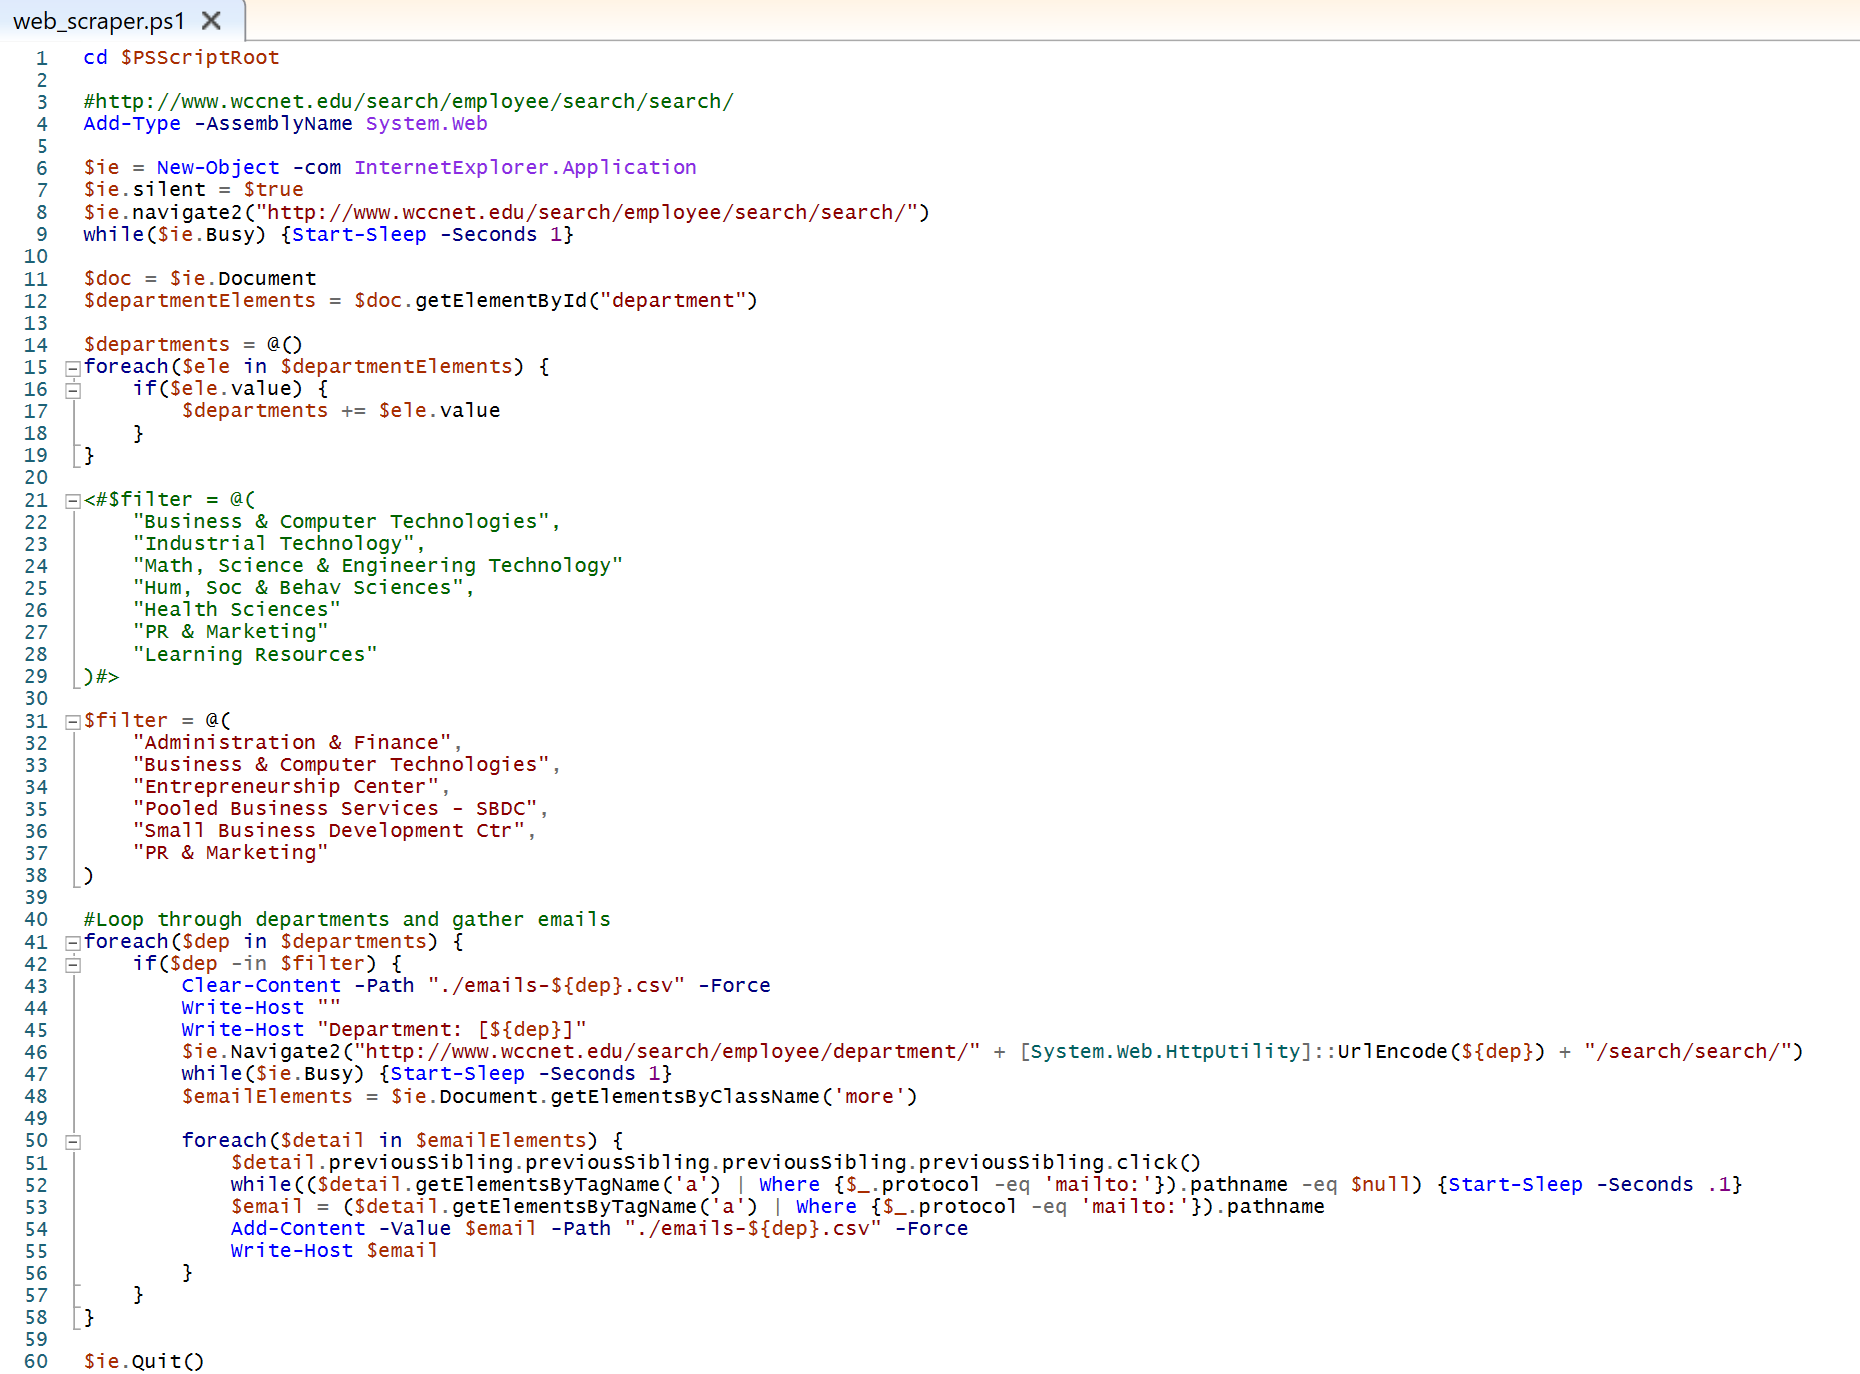 web_scraper.ps1 X
1 cd $PSScriptRoot
2
3 #http://www.wccnet.edu/search/employee/search/search/
4 Add-Type -AssemblyName System.Web
5
6 $ie = New-Object -com InternetExplorer.Application
7 $ie.silent = $true
8 $ie.navigate2("http://www.wccnet.edu/search/employee/search/search/")
9 while($ie.Busy) {Start-Sleep -Seconds 1}
10
11 $doc = $ie.Document
12 $departmentElements = $doc.getElementById("department")
13
14 $departments = @()
15 foreach($ele in $departmentElements) {
16     if($ele.value) {
17         $departments += $ele.value
18     }
19 }
20
21 <#$filter = @(
22     "Business & Computer Technologies",
23     "Industrial Technology",
24     "Math, Science & Engineering Technology"
25     "Hum, Soc & Behav Sciences",
26     "Health Sciences"
27     "PR & Marketing"
28     "Learning Resources"
29 )#>
30
31 $filter = @(
32     "Administration & Finance",
33     "Business & Computer Technologies",
34     "Entrepreneurship Center",
35     "Pooled Business Services - SBDC",
36     "Small Business Development Ctr",
37     "PR & Marketing"
38 )
39
40 #Loop through departments and gather emails
41 foreach($dep in $departments) {
42     if($dep -in $filter) {
43         Clear-Content -Path "./emails-${dep}.csv" -Force
44         Write-Host ""
45         Write-Host "Department: [${dep}]"
46         $ie.Navigate2("http://www.wccnet.edu/search/employee/department/" + [System.Web.HttpUtility]::UrlEncode(${dep}) + "/search/search/")
47         while($ie.Busy) {Start-Sleep -Seconds 1}
48         $emailElements = $ie.Document.getElementsByClassName('more')
49
50         foreach($detail in $emailElements) {
51             $detail.previousSibling.previousSibling.previousSibling.previousSibling.click()
52             while(($detail.getElementsByTagName('a') | Where {$_.protocol -eq 'mailto:'}).pathname -eq $null) {Start-Sleep -Seconds .1}
53             $email = ($detail.getElementsByTagName('a') | Where {$_.protocol -eq 'mailto:'}).pathname
54             Add-Content -Value $email -Path "./emails-${dep}.csv" -Force
55             Write-Host $email
56         }
57     }
58 }
59
60 $ie.Quit()